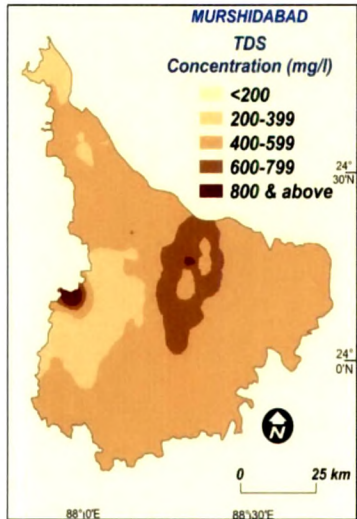 MURSHIDABAD
TDS
Concentration (mg/l)
<200
200-399
400-599
600-799
800 & above
24°
30'N
24°
0'N
N
0 25 km
88°10'E 88°30'E